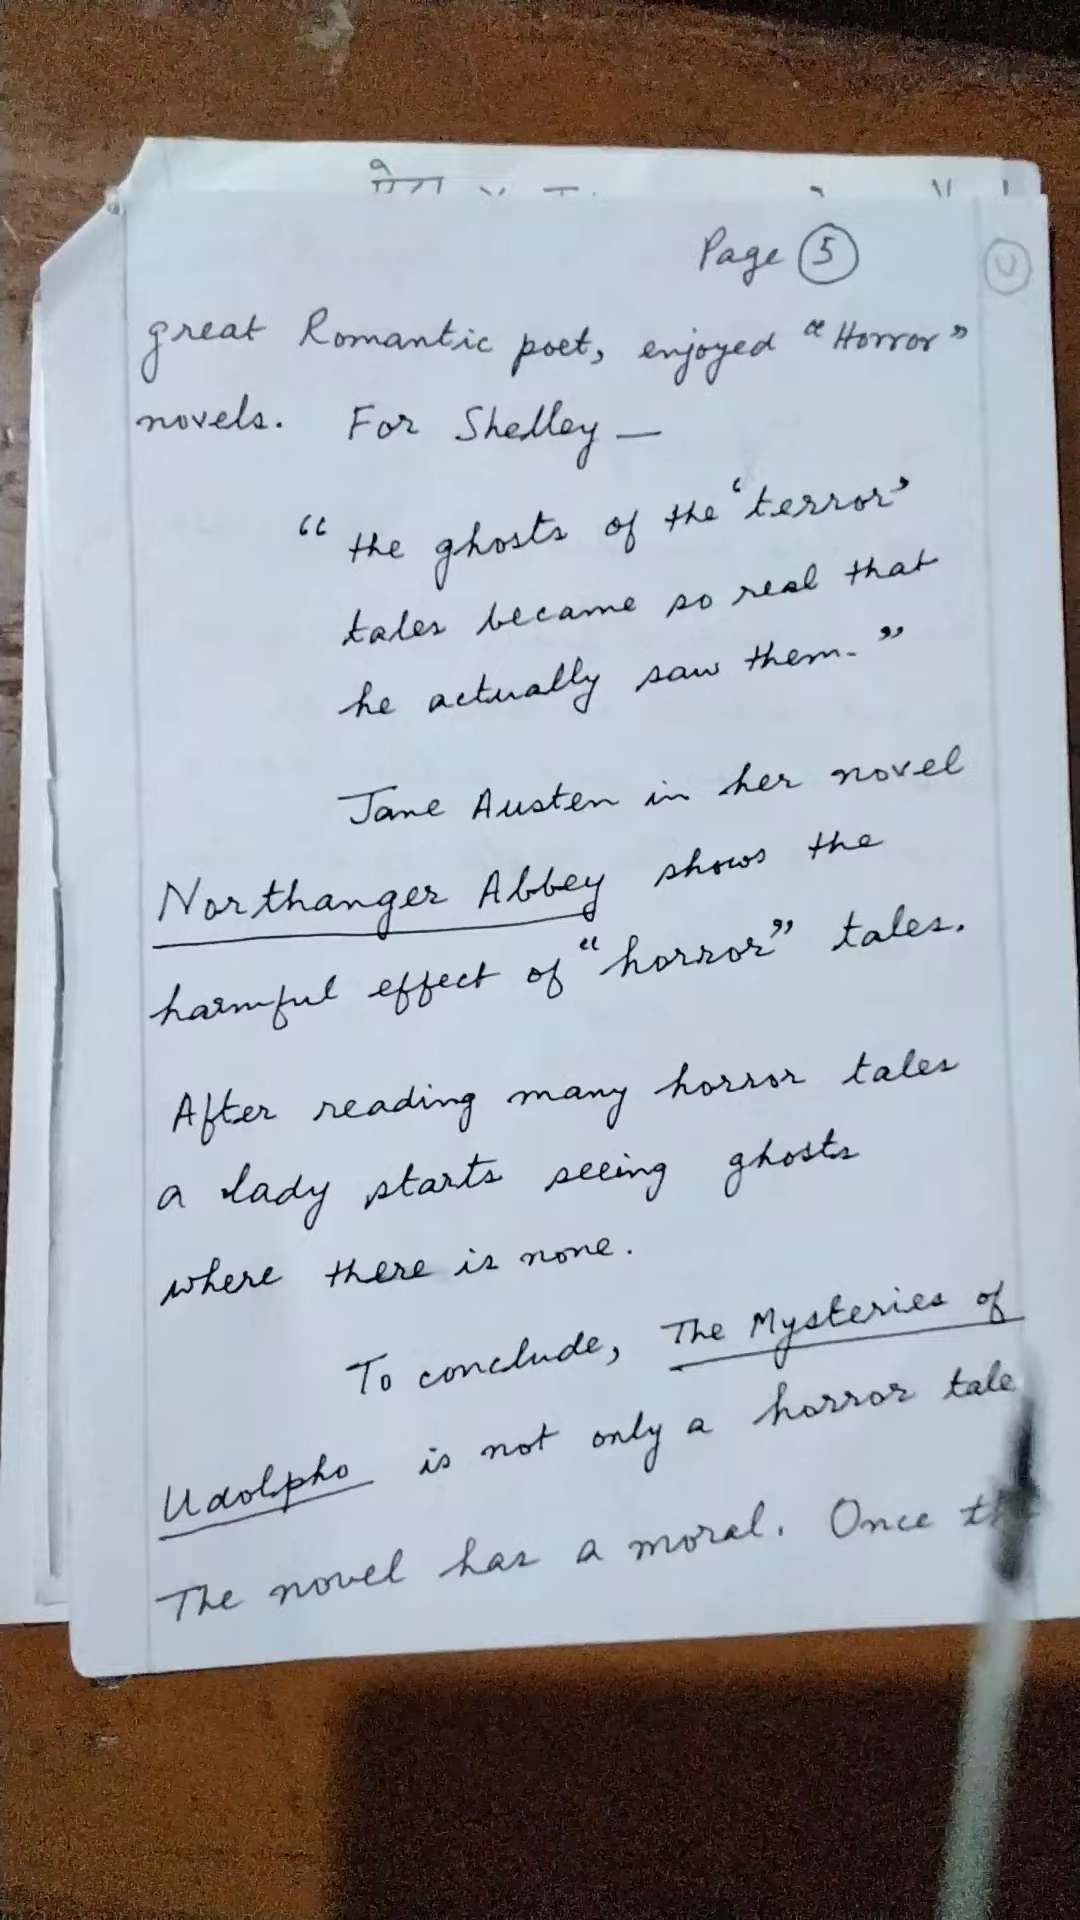 Page 5
great Romantic poet, enjoyed "Horror"
novels. For Shelley —
"the ghosts of the 'terror'
tales became so real that
he actually saw them."
Jane Austen in her novel
Northanger Abbey shows the
harmful effect of "horror" tales.
After reading many horror tales
a lady starts seeing ghosts
where there is none.
To conclude, The Mysteries of
Udolpho is not only a horror tale
The novel has a moral. Once